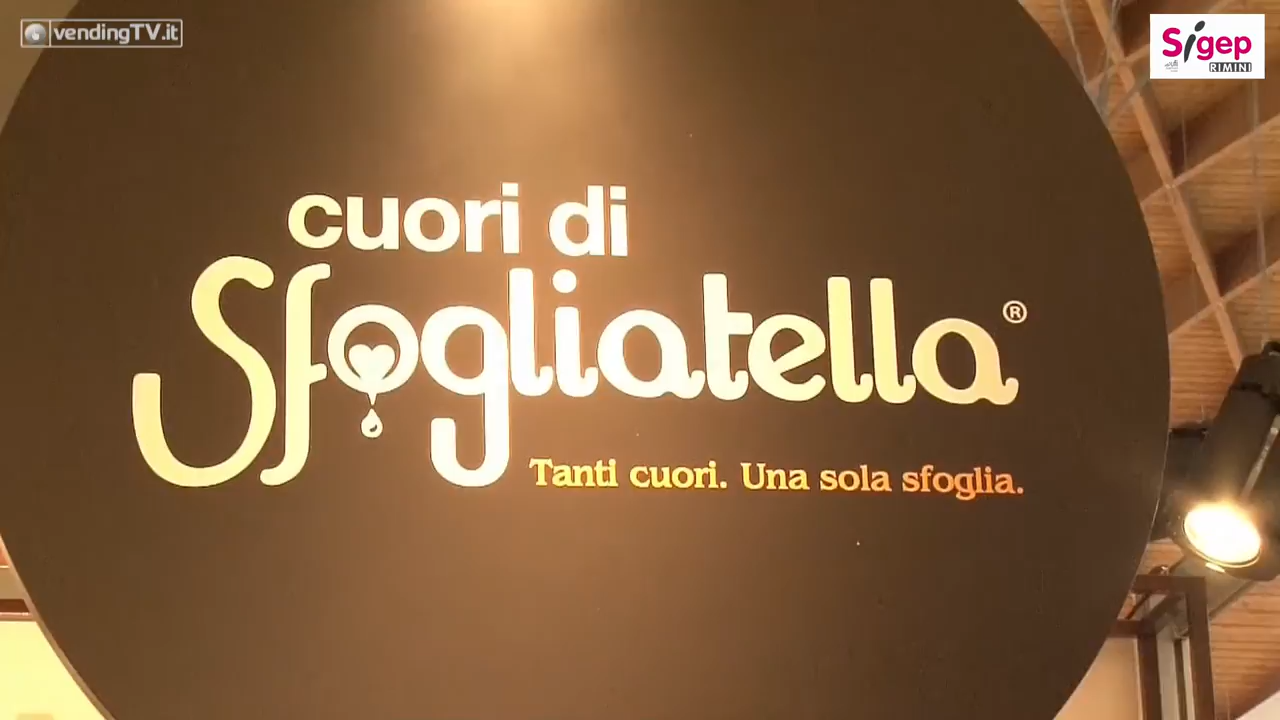 vendingTV.it
Sigep
RIMINI
cuori di
Sfogliatella®
Tanti cuori. Una sola sfoglia.